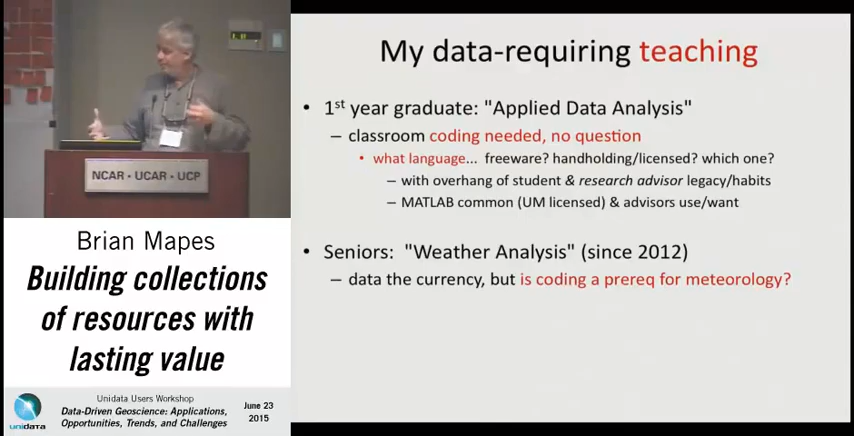 NCAR • UCAR • UCP
Brian Mapes
Building collections
of resources with
lasting value
Unidata Users Workshop
Data-Driven Geoscience: Applications,
Opportunities, Trends, and Challenges
June 23
2015
unidata
My data-requiring teaching
• 1st year graduate: "Applied Data Analysis"
– classroom coding needed, no question
• what language... freeware? handholding/licensed? which one?
– with overhang of student & research advisor legacy/habits
– MATLAB common (UM licensed) & advisors use/want
• Seniors: "Weather Analysis" (since 2012)
– data the currency, but is coding a prereq for meteorology?